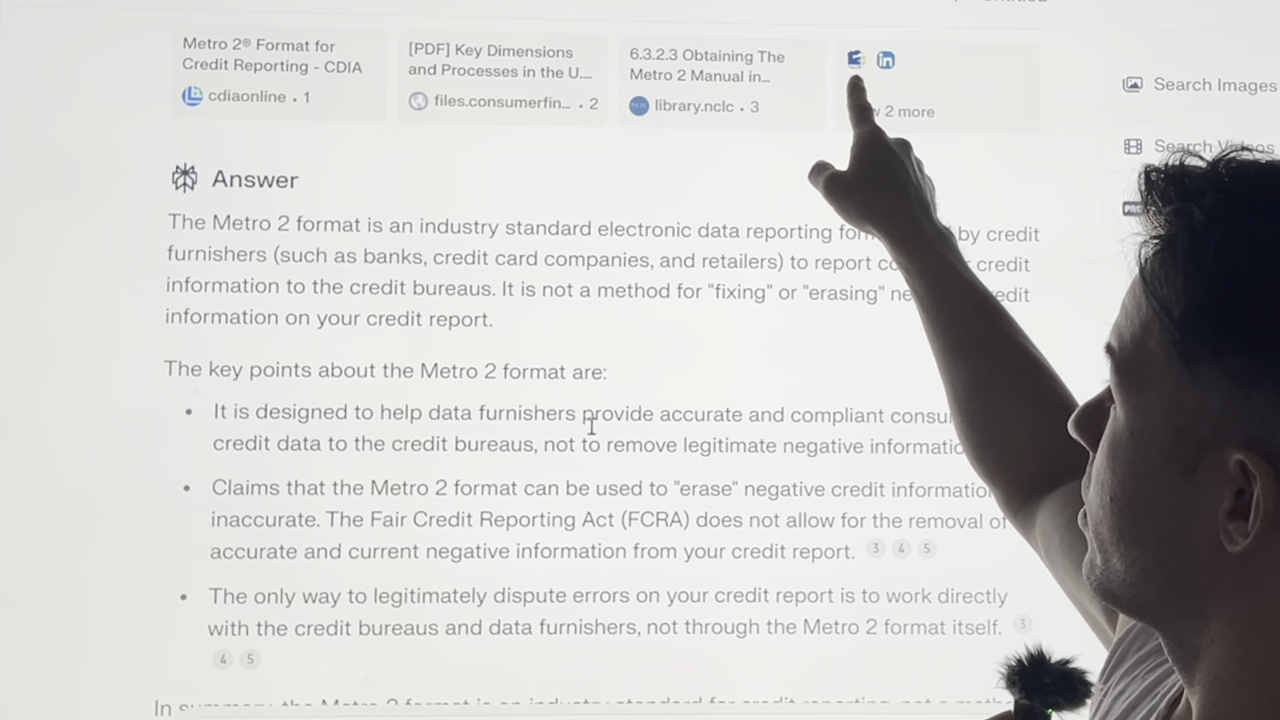 Metro 2® Format for
Credit Reporting - CDIA
cdiaonline · 1
[PDF] Key Dimensions
and Processes in the U....
files.consumerfin... · 2
6.3.2.3 Obtaining The
Metro 2 Manual in...
library.nclc · 3
in
2 more
Search Images
Search Videos
Answer
The Metro 2 format is an industry standard electronic data reporting by credit
furnishers (such as banks, credit card companies, and retailers) to report credit
information to the credit bureaus. It is not a method for "fixing" or "erasing"
information on your credit report.
The key points about the Metro 2 format are:
• It is designed to help data furnishers provide accurate and compliant
credit data to the credit bureaus, not to remove legitimate negative
• Claims that the Metro 2 format can be used to "erase" negative credit
inaccurate. The Fair Credit Reporting Act (FCRA) does not allow for the removal of
accurate and current negative information from your credit report. 3 4 5
• The only way to legitimately dispute errors on your credit report is to work directly
with the credit bureaus and data furnishers, not through the Metro 2 format itself. 3
4 5
In